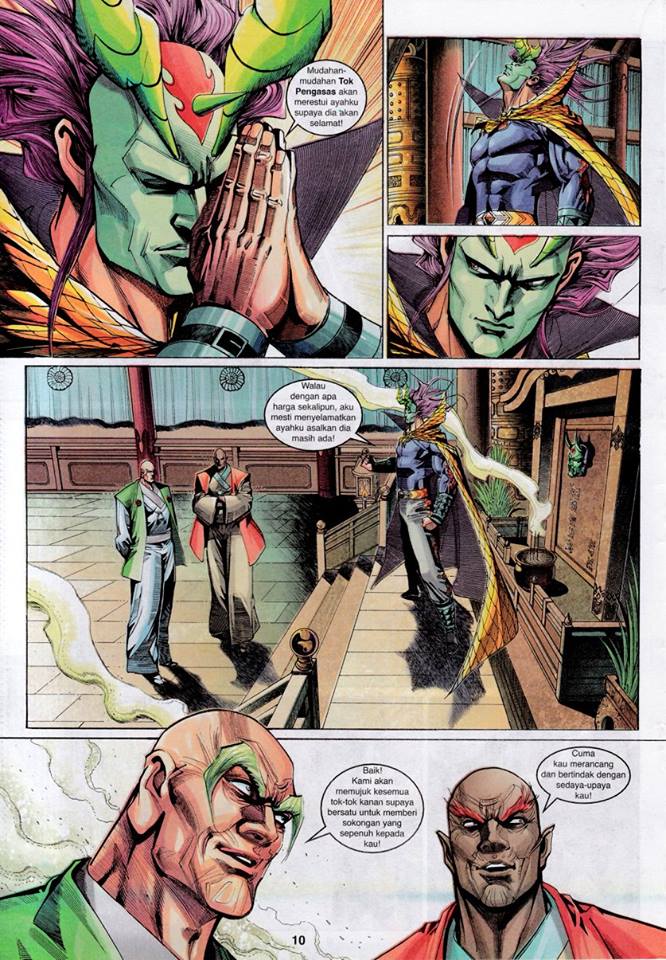 Mudahan-
mudahan Tok
Pengasas akan
merestui ayahku
supaya dia akan
selamat!
Walau
dengan apa
harga sekalipun, aku
mesti menyelamatkan
ayahku asalkan dia
masih ada!
Baik!
Kami akan
memujuk kesemua
tok-tok kanan supaya
bersatu untuk memberi
sokongan yang
sepenuh kepada
kau!
Cuma
kau merancang
dan bertindak dengan
sedaya-upaya
kau!
10